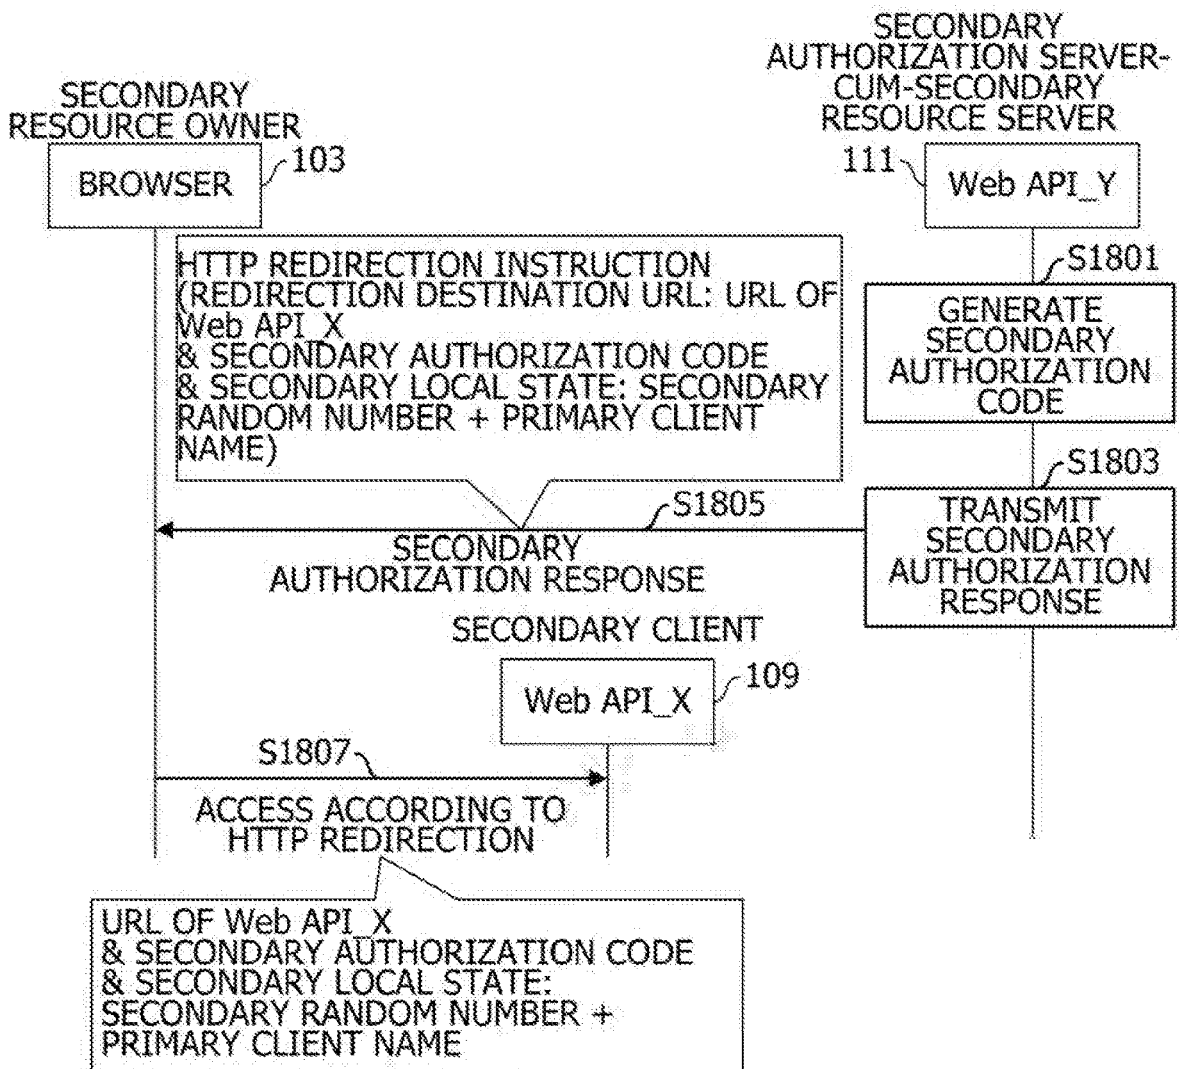 SECONDARY
AUTHORIZATION SERVER-
CUM-SECONDARY
RESOURCE SERVER
SECONDARY
RESOURCE OWNER
BROWSER
103
111
Web API_Y
HTTP REDIRECTION INSTRUCTION
(REDIRECTION DESTINATION URL: URL OF
Web API_X
& SECONDARY AUTHORIZATION CODE
& SECONDARY LOCAL STATE: SECONDARY
RANDOM NUMBER + PRIMARY CLIENT
NAME)
S1801
GENERATE
SECONDARY
AUTHORIZATION
CODE
S1803
TRANSMIT
SECONDARY
AUTHORIZATION
RESPONSE
S1805
SECONDARY
AUTHORIZATION RESPONSE
SECONDARY CLIENT
Web API_X
109
S1807
ACCESS ACCORDING TO
HTTP REDIRECTION
URL OF Web API_X
& SECONDARY AUTHORIZATION CODE
& SECONDARY LOCAL STATE:
SECONDARY RANDOM NUMBER +
PRIMARY CLIENT NAME